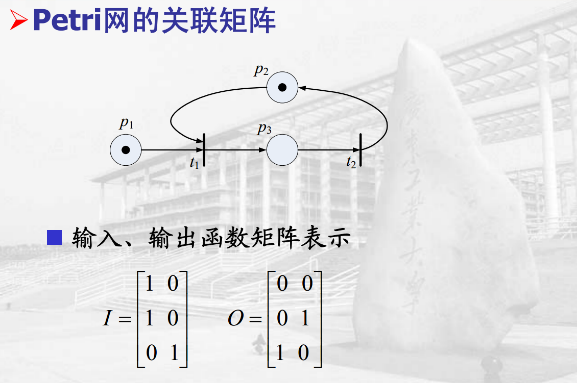 Petri网的关联矩阵
p2
p1
p3
t1
t2
输入、输出函数矩阵表示
I = [1 0; 1 0; 0 1] O = [0 0; 0 1; 1 0]